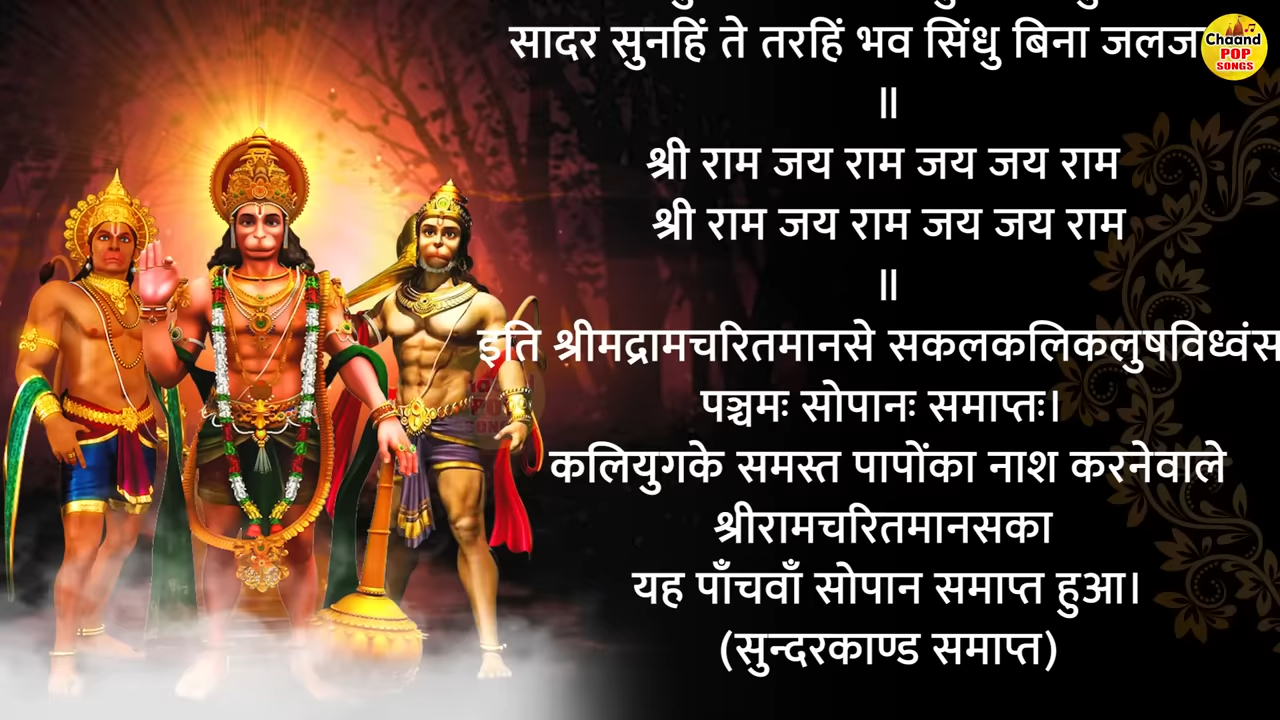 सादर सुनहिं ते तरहिं भव सिंधु बिना
॥
श्री राम जय राम जय जय राम
श्री राम जय राम जय जय राम
॥
इति श्रीमद्रामचरितमानसे सकलकलिकलुषविध्वंस
पञ्चमः सोपानः समाप्तः।
कलियुगके समस्त पापोंका नाश करनेवाले
श्रीरामचरितमानसका
यह पाँचवाँ सोपान समाप्त हुआ।
(सुन्दरकाण्ड समाप्त)
Chaand
POP
SONGS